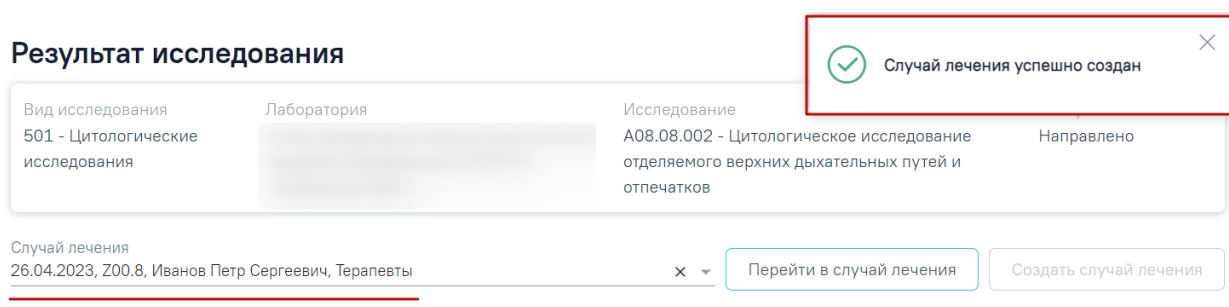 Результат исследования
Случай лечения успешно создан
Вид исследования
501 - Цитологические
исследования
Лаборатория
Исследование
A08.08.002 - Цитологическое исследование
отделяемого верхних дыхательных путей и
отпечатков
Направлено
Случай лечения
26.04.2023, Z00.8, Иванов Петр Сергеевич, Терапевты
Перейти в случай лечения
Создать случай лечения